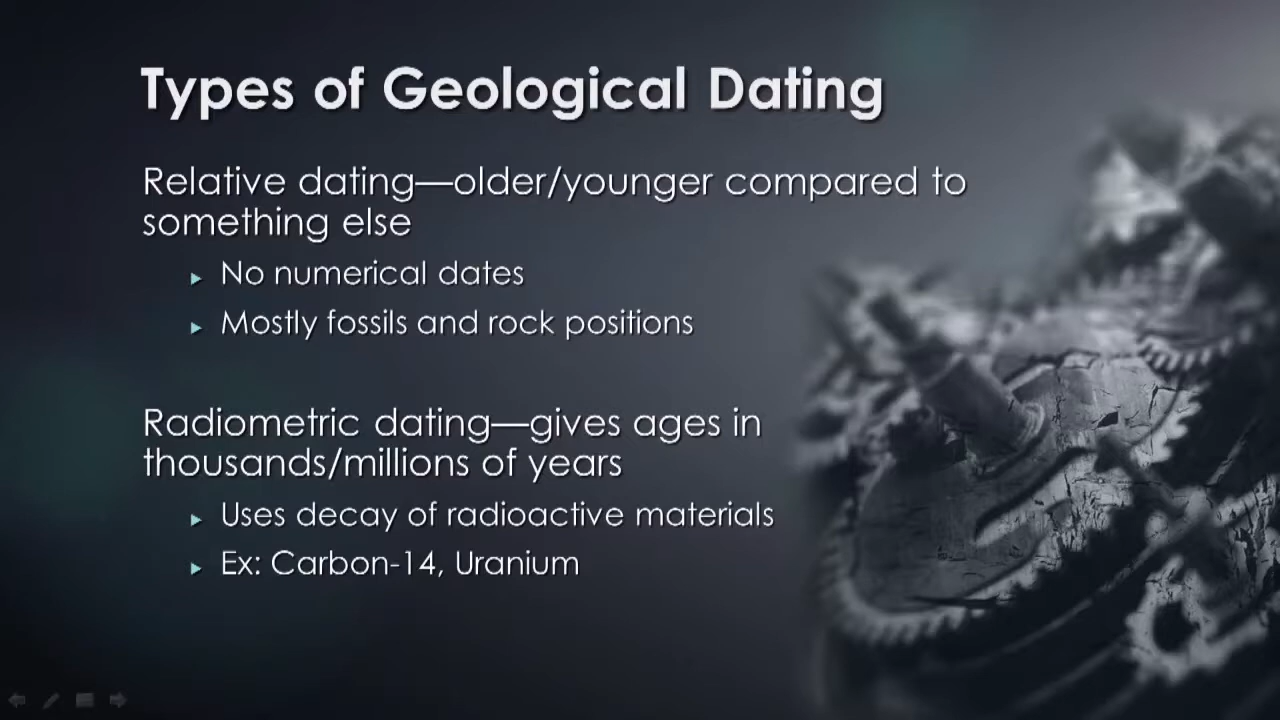 Types of Geological Dating
Relative dating—older/younger compared to
something else
No numerical dates
Mostly fossils and rock positions
Radiometric dating—gives ages in
thousands/millions of years
Uses decay of radioactive materials
Ex: Carbon-14, Uranium